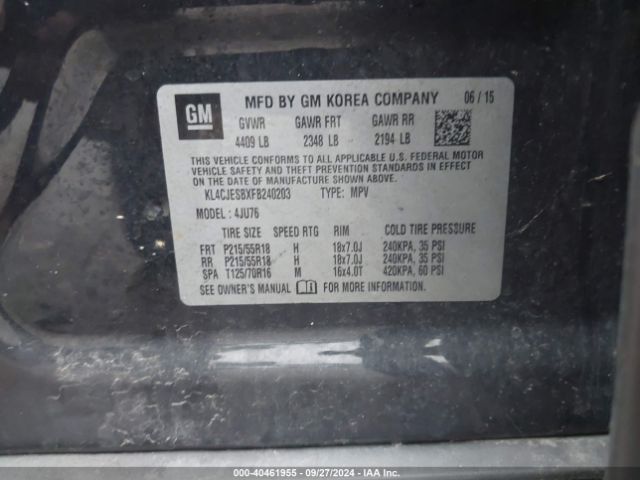 GM
MFD BY GM KOREA COMPANY 06 / 15
GVWR GAWR FRT GAWR RR
4409 LB 2348 LB 2194 LB
THIS VEHICLE CONFORMS TO ALL APPLICABLE U.S. FEDERAL MOTOR
VEHICLE SAFETY AND THEFT PREVENTION STANDARDS IN EFFECT
ON THE DATE OF MANUFACTURE SHOWN ABOVE.
KL4CJESBXFB240203 TYPE: MPV
MODEL: 4JU76
TIRE SIZE SPEED RTG RIM COLD TIRE PRESSURE
FRT P215/55R18 H 18x7.0J 240KPA, 35 PSI
RR P215/55R18 H 18x7.0J 240KPA, 35 PSI
SPA T125/70R16 M 16x4.0T 420KPA, 60 PSI
SEE OWNER'S MANUAL FOR MORE INFORMATION.
000-40461955 - 09/27/2024 - IAA Inc.